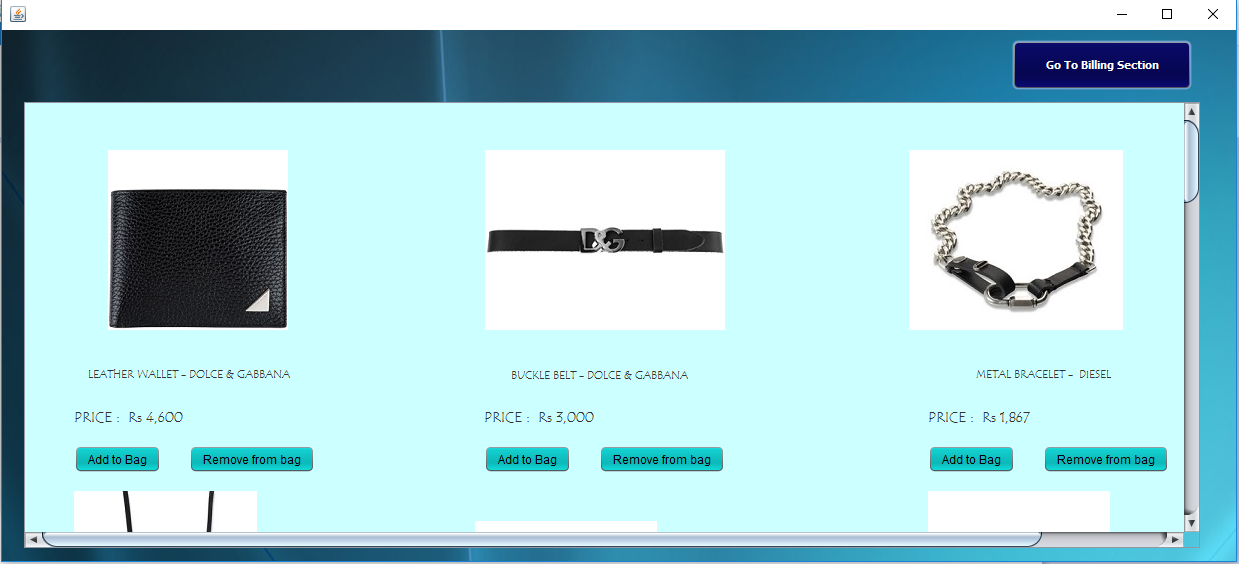 Go To Billing Section
D&G
LEATHER WALLET - DOLCE & GABBANA
BUCKLE BELT - DOLCE & GABBANA
METAL BRACELET - DIESEL
PRICE : Rs 4,600
PRICE : Rs 3,000
PRICE : Rs 1,867
Add to Bag
Remove from bag
Add to Bag
Remove from bag
Add to Bag
Remove from bag